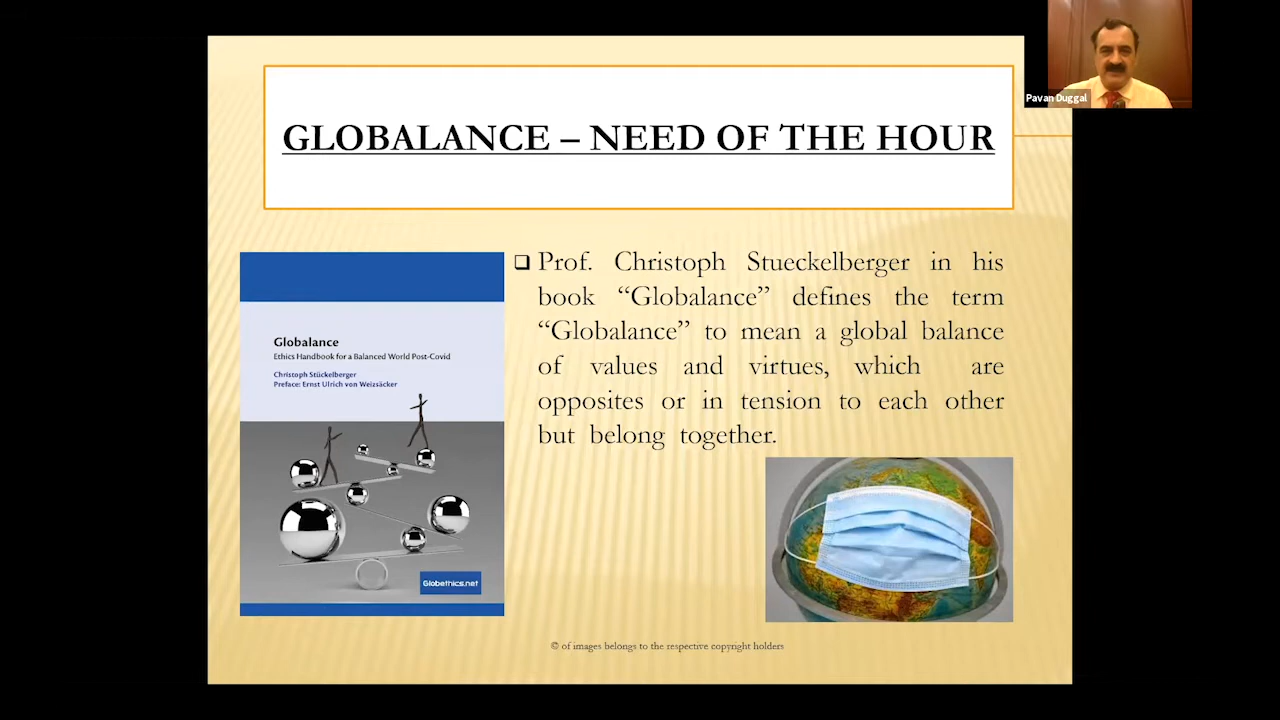 Pavan Duggal
GLOBALANCE – NEED OF THE HOUR
Globalance
Ethics Handbook for a Balanced World Post-Covid
Christoph Stückelberger
Preface: Ernst Ulrich von Weizsäcker
Globethics.net
❑ Prof. Christoph Stueckelberger in his
book “Globalance” defines the term
“Globalance” to mean a global balance
of values and virtues, which are
opposites or in tension to each other
but belong together.
© of images belongs to the respective copyright holders